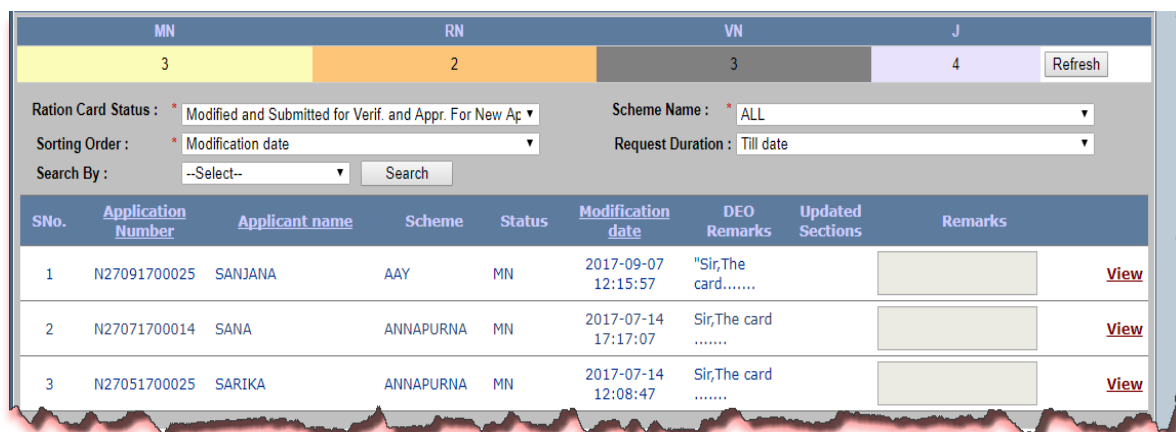 MN RN VN J
3 2 3 4 Refresh
Ration Card Status : * Modified and Submitted for Verif. and Appr. For New Ap Scheme Name : * ALL
Sorting Order : * Modification date Request Duration : Till date
Search By : --Select-- Search
SNo. Application Number Applicant name Scheme Status Modification date DEO Remarks Updated Sections Remarks
1 N27091700025 SANJANA AAY MN 2017-09-07 12:15:57 "Sir,The card....... View
2 N27071700014 SANA ANNAPURNA MN 2017-07-14 17:17:07 Sir,The card ....... View
3 N27051700025 SARIKA ANNAPURNA MN 2017-07-14 12:08:47 Sir,The card ....... View